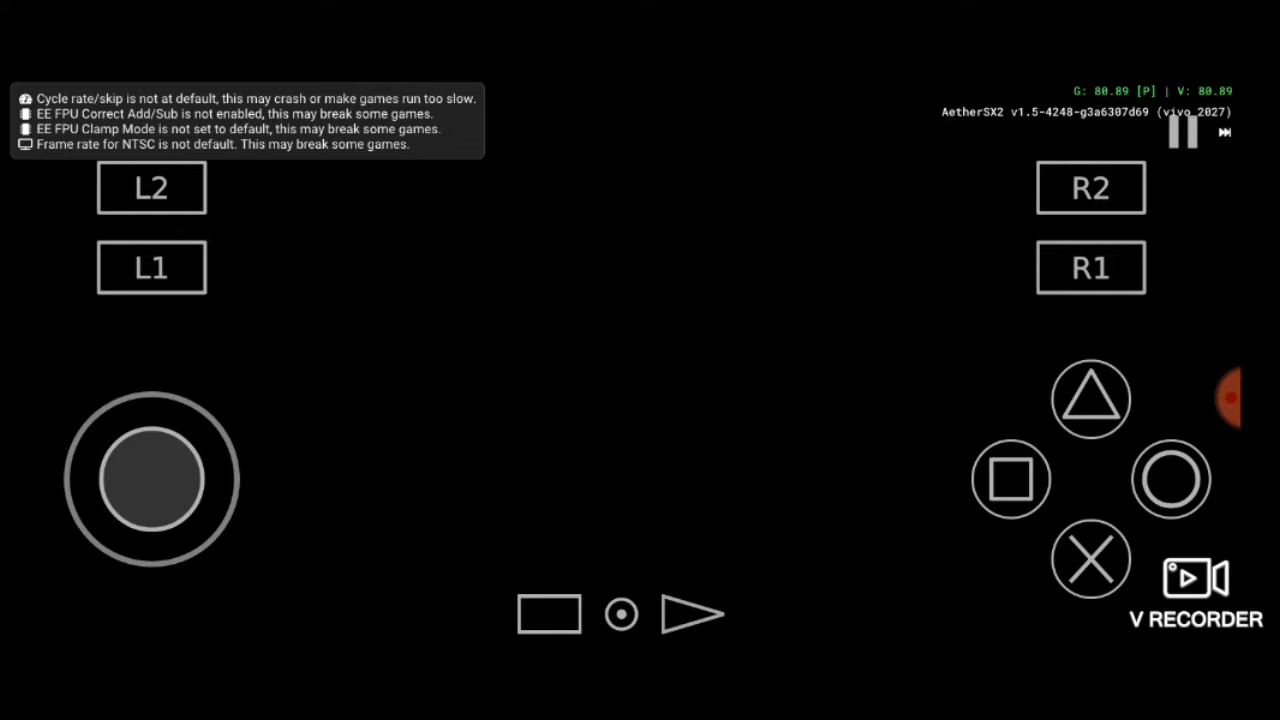 Cycle rate/skip is not at default, this may crash or make games run too slow.
EE FPU Correct Add/Sub is not enabled, this may break some games.
EE FPU Clamp Mode is not set to default, this may break some games.
Frame rate for NTSC is not default. This may break some games.
G: 80.89 [P] | V: 80.89
AetherSX2 v1.5-4248-g3a6307d69 (vivo 2027)
L2
R2
L1
R1
V RECORDER